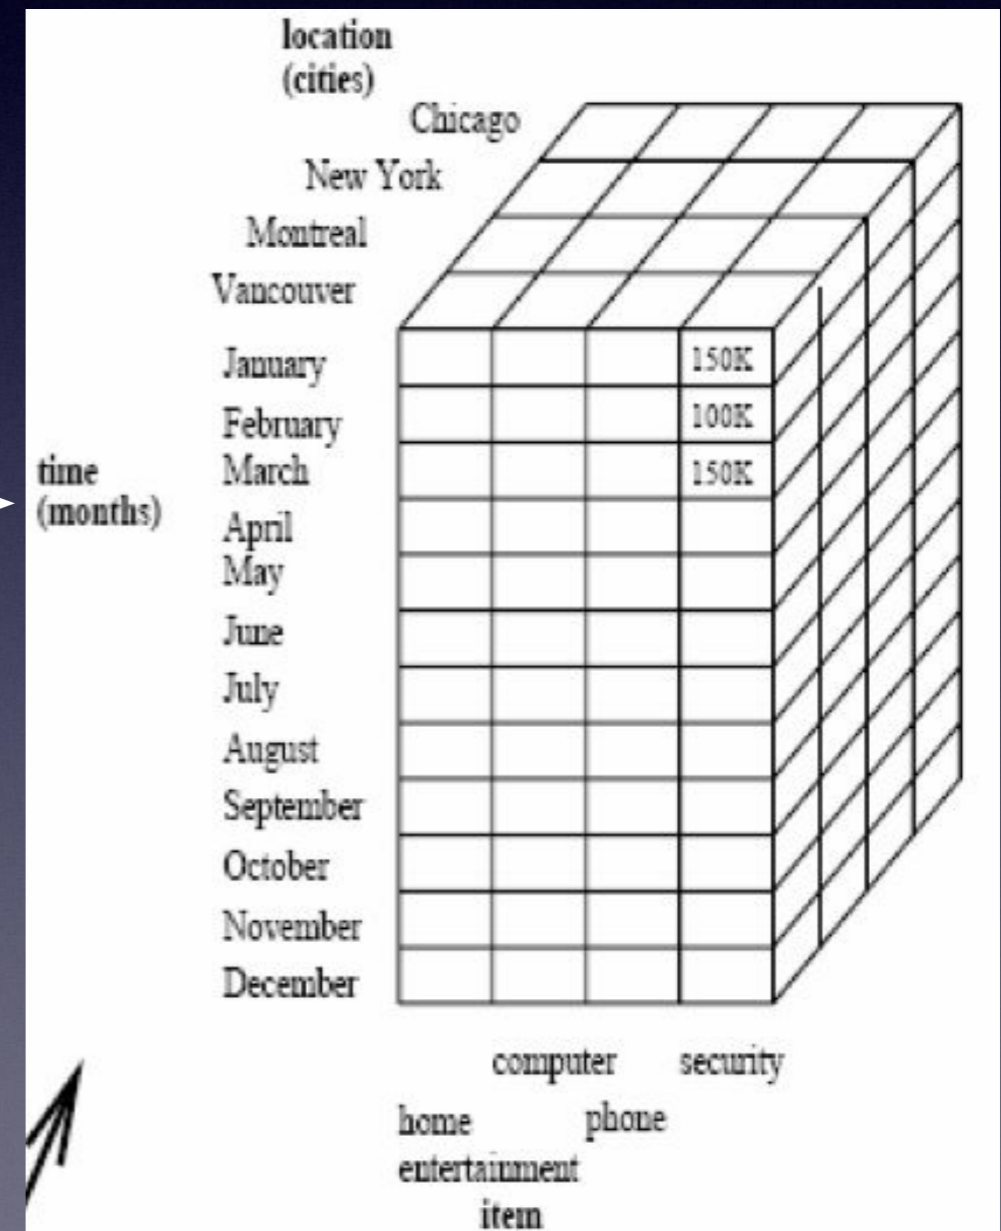 location
(cities)
Chicago
New York
Montreal
Vancouver
January 150K
February 100K
time
(months)
March 150K
April
May
June
July
August
September
October
November
December
computer security
home phone
entertainment
item